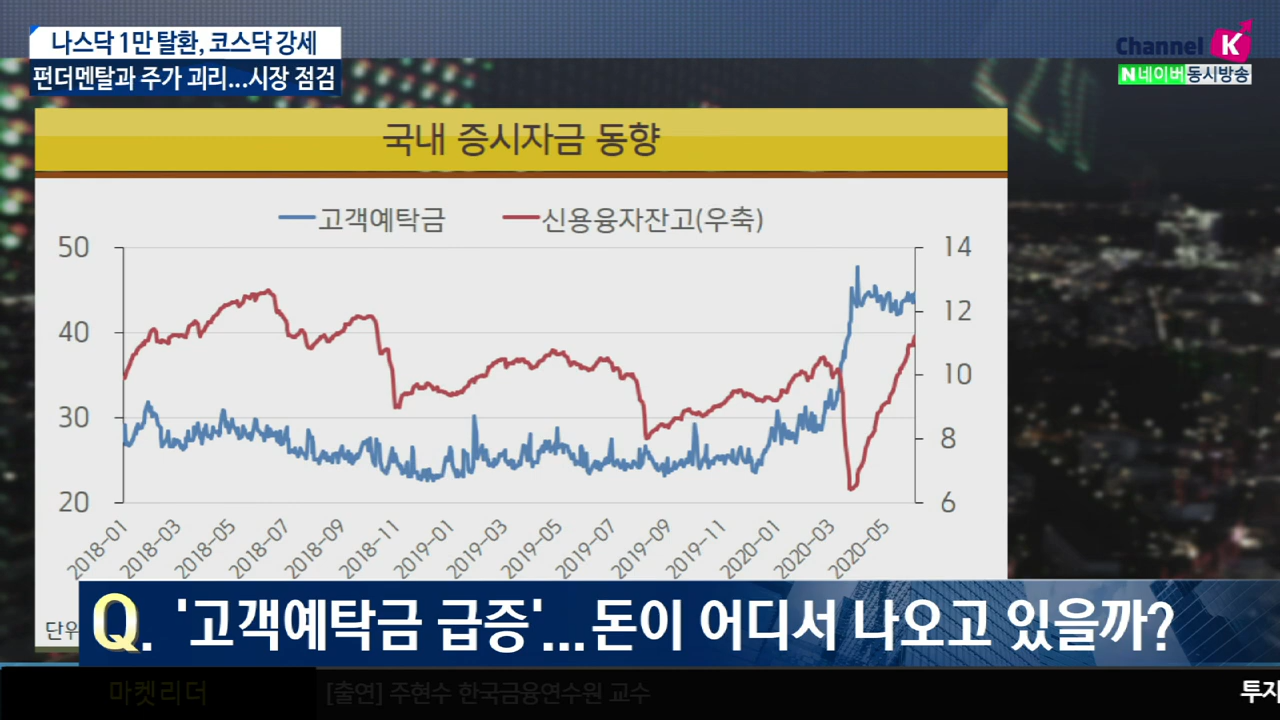 나스닥 1만 탈환, 코스닥 강세
펀더멘탈과 주가 괴리...시장 점검
Channel K
N 네이버 동시방송
국내 증시자금 동향
고객예탁금 신용융자잔고(우축)
50 14
12
40
10
30
8
20 6
2018-01 2018-03 2018-05 2018-07 2018-09 2018-11 2019-01 2019-03 2019-05 2019-07 2019-09 2019-11 2020-01 2020-03 2020-05
단위
Q. '고객예탁금 급증'...돈이 어디서 나오고 있을까?
마켓리더 [출연] 주현수 한국금융연수원 교수
투자